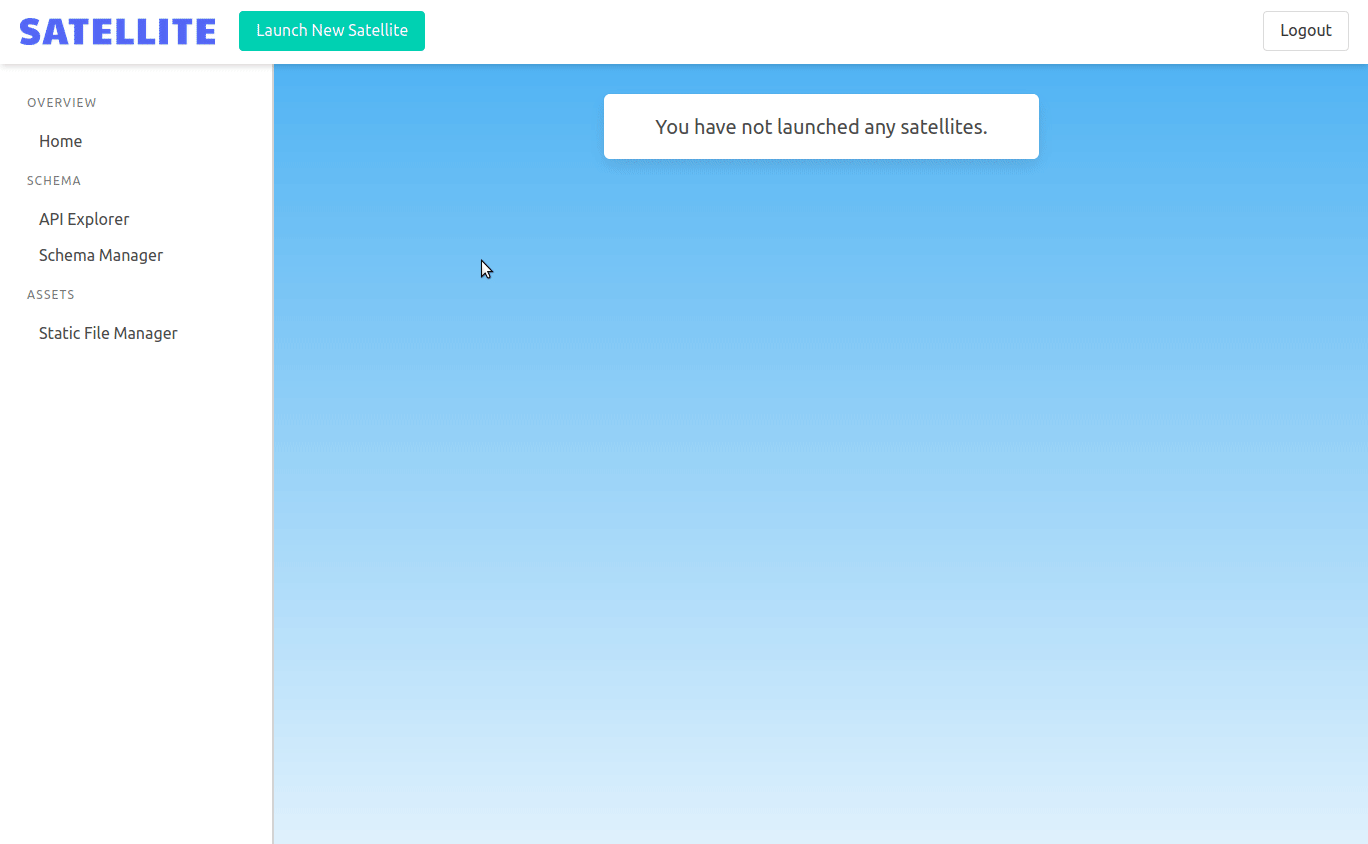 SATELLITE
Launch New Satellite
Logout
OVERVIEW
Home
SCHEMA
API Explorer
Schema Manager
ASSETS
Static File Manager
You have not launched any satellites.